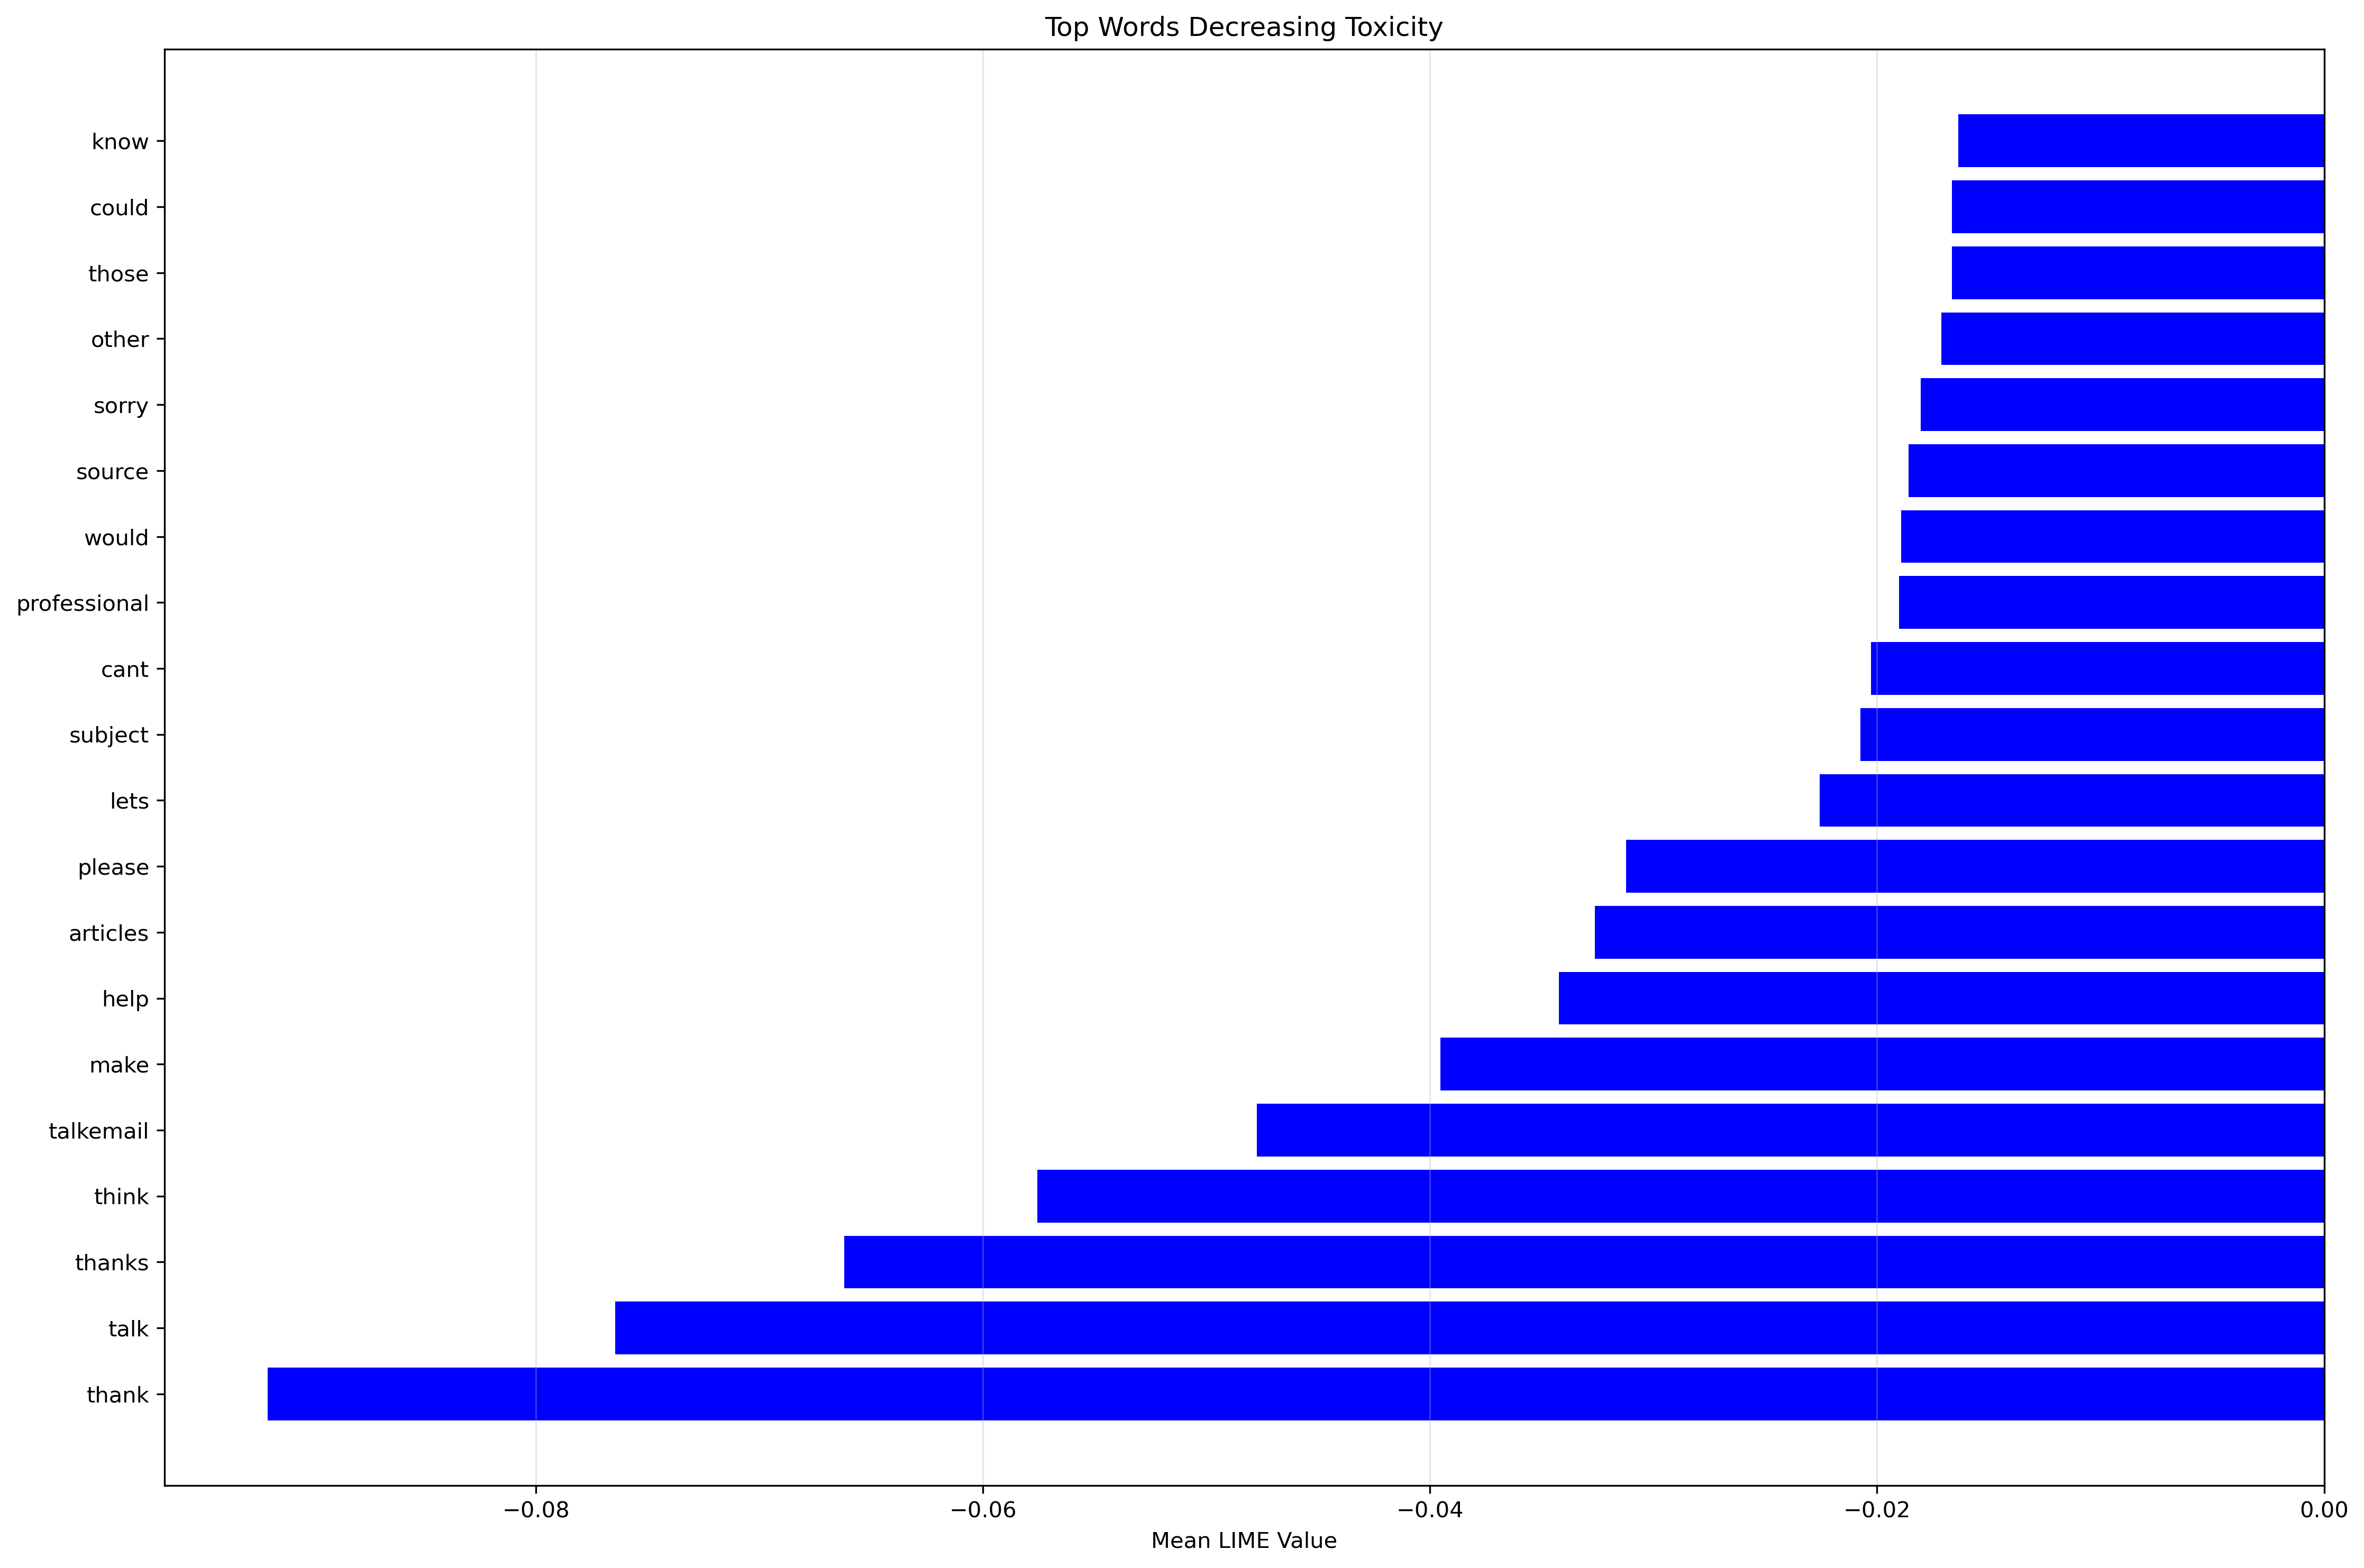 Top Words Decreasing Toxicity
know
could
those
other
sorry
source
would
professional
cant
subject
lets
please
articles
help
make
talkemail
think
thanks
talk
thank
−0.08 −0.06 −0.04 −0.02 0.00
Mean LIME Value